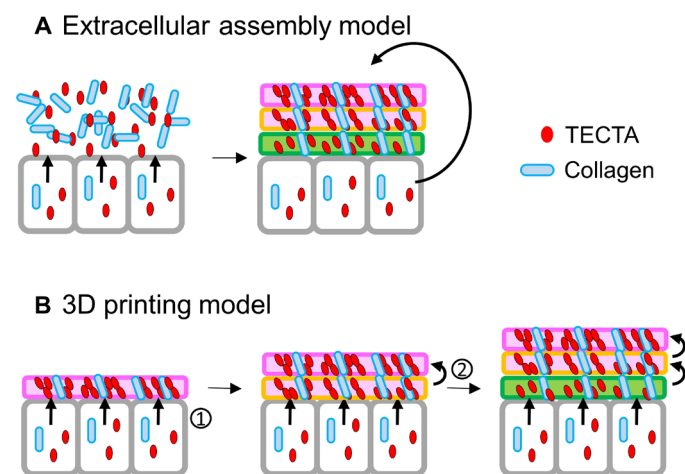 A Extracellular assembly model
TECTA
Collagen
B 3D printing model
②
①